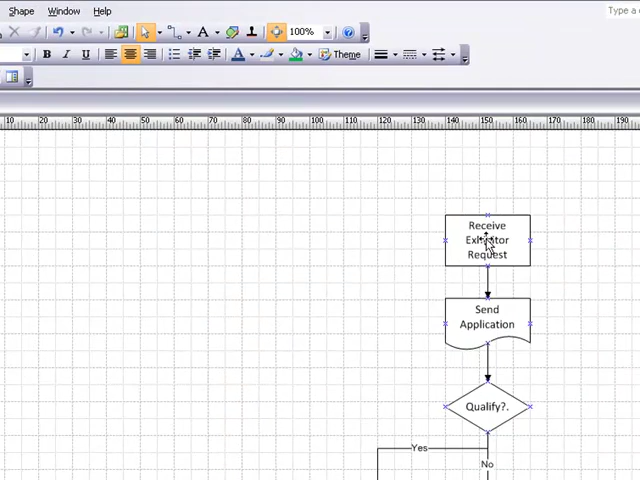 Shape Window Help
Type a
100%
B I U A Theme
10 20 30 40 50 60 70 80 90 100 110 120 130 140 150 160 170 180 190
Receive
Exhibitor
Request
Send
Application
Qualify?.
Yes
No